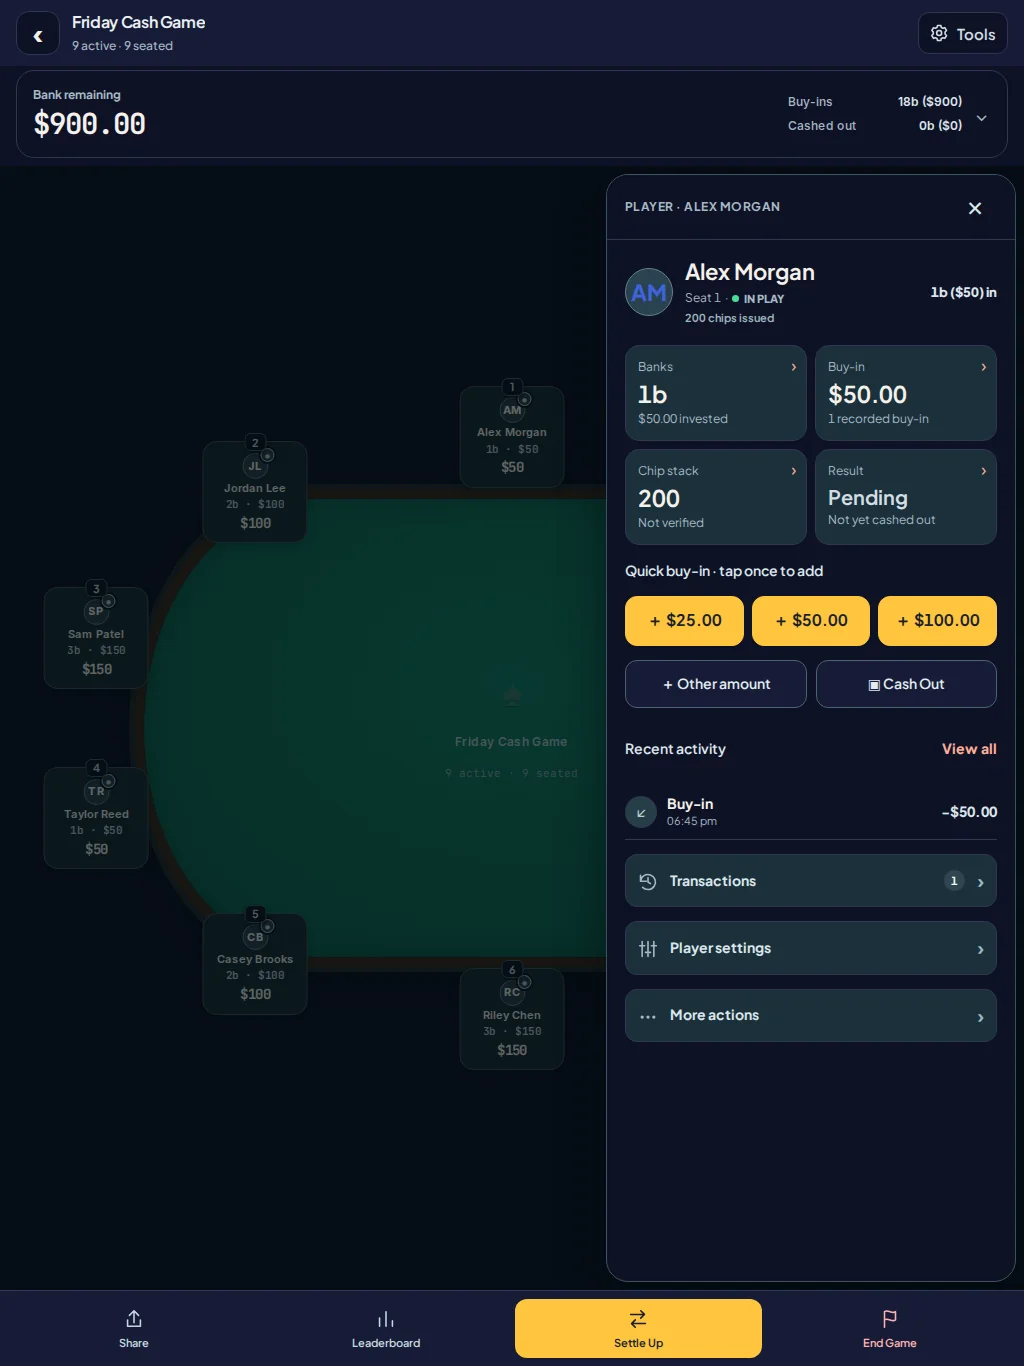 Friday Cash Game
9 active · 9 seated
Tools
Bank remaining
$900.00
Buy-ins 18b ($900)
Cashed out 0b ($0)
1
AM
Alex Morgan
1b · $50
$50
2
JL
Jordan Lee
2b · $100
$100
3
SP
Sam Patel
3b · $150
$150
4
TR
Taylor Reed
1b · $50
$50
5
CB
Casey Brooks
2b · $100
$100
6
RC
Riley Chen
3b · $150
$150
Friday Cash Game
9 active · 9 seated
PLAYER · ALEX MORGAN
AM
Alex Morgan
Seat 1 · IN PLAY
200 chips issued
1b ($50) in
Banks
1b
$50.00 invested
Buy-in
$50.00
1 recorded buy-in
Chip stack
200
Not verified
Result
Pending
Not yet cashed out
Quick buy-in · tap once to add
+ $25.00
+ $50.00
+ $100.00
+ Other amount
▣ Cash Out
Recent activity
View all
Buy-in
06:45 pm
-$50.00
Transactions 1
Player settings
More actions
Share
Leaderboard
Settle Up
End Game